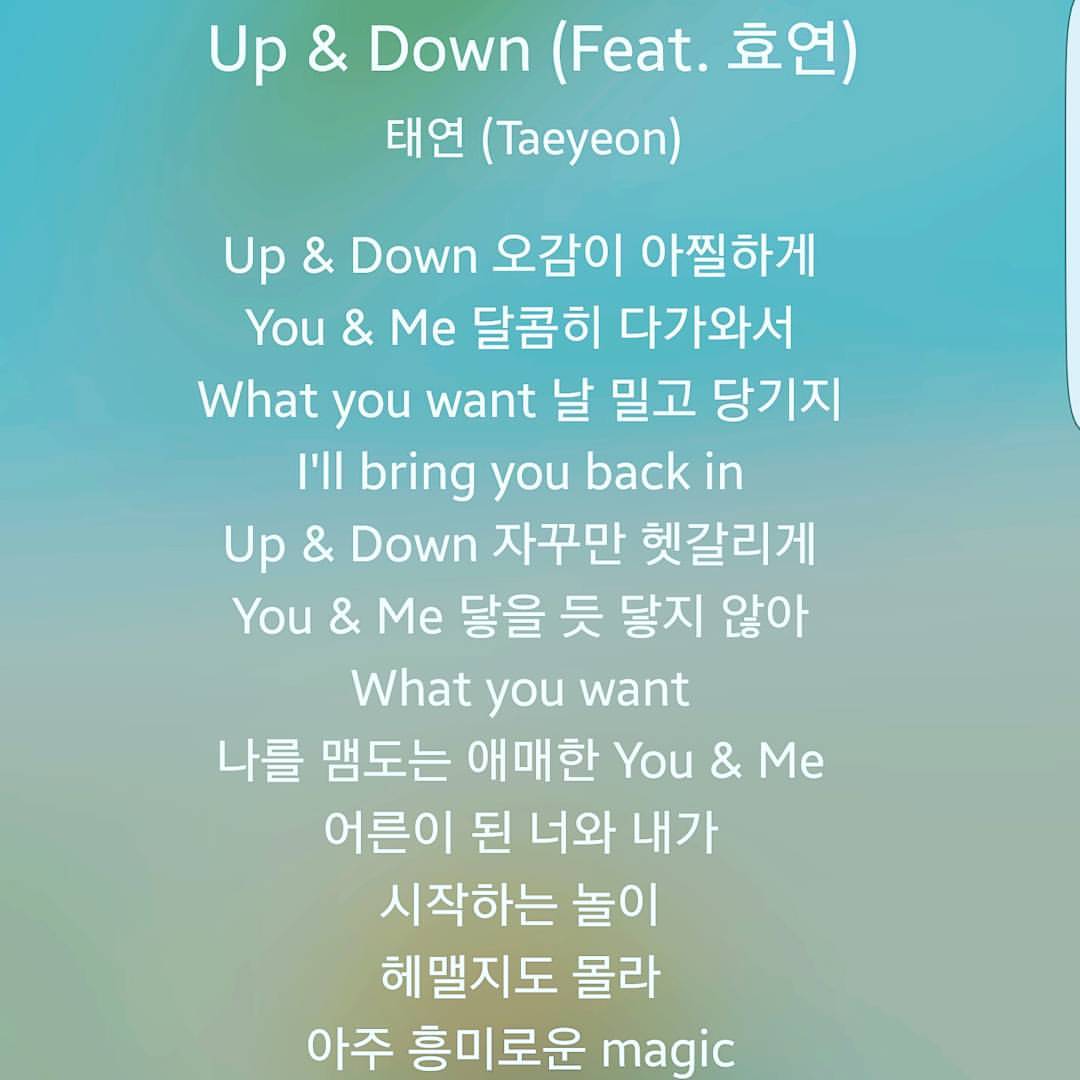 Up & Down (Feat. 효연)
태연 (Taeyeon)
Up & Down 오감이 아찔하게
You & Me 달콤히 다가와서
What you want 날 밀고 당기지
I'll bring you back in
Up & Down 자꾸만 헷갈리게
You & Me 닿을 듯 닿지 않아
What you want
나를 맴도는 애매한 You & Me
어른이 된 너와 내가
시작하는 놀이
헤맬지도 몰라
아주 흥미로운 magic